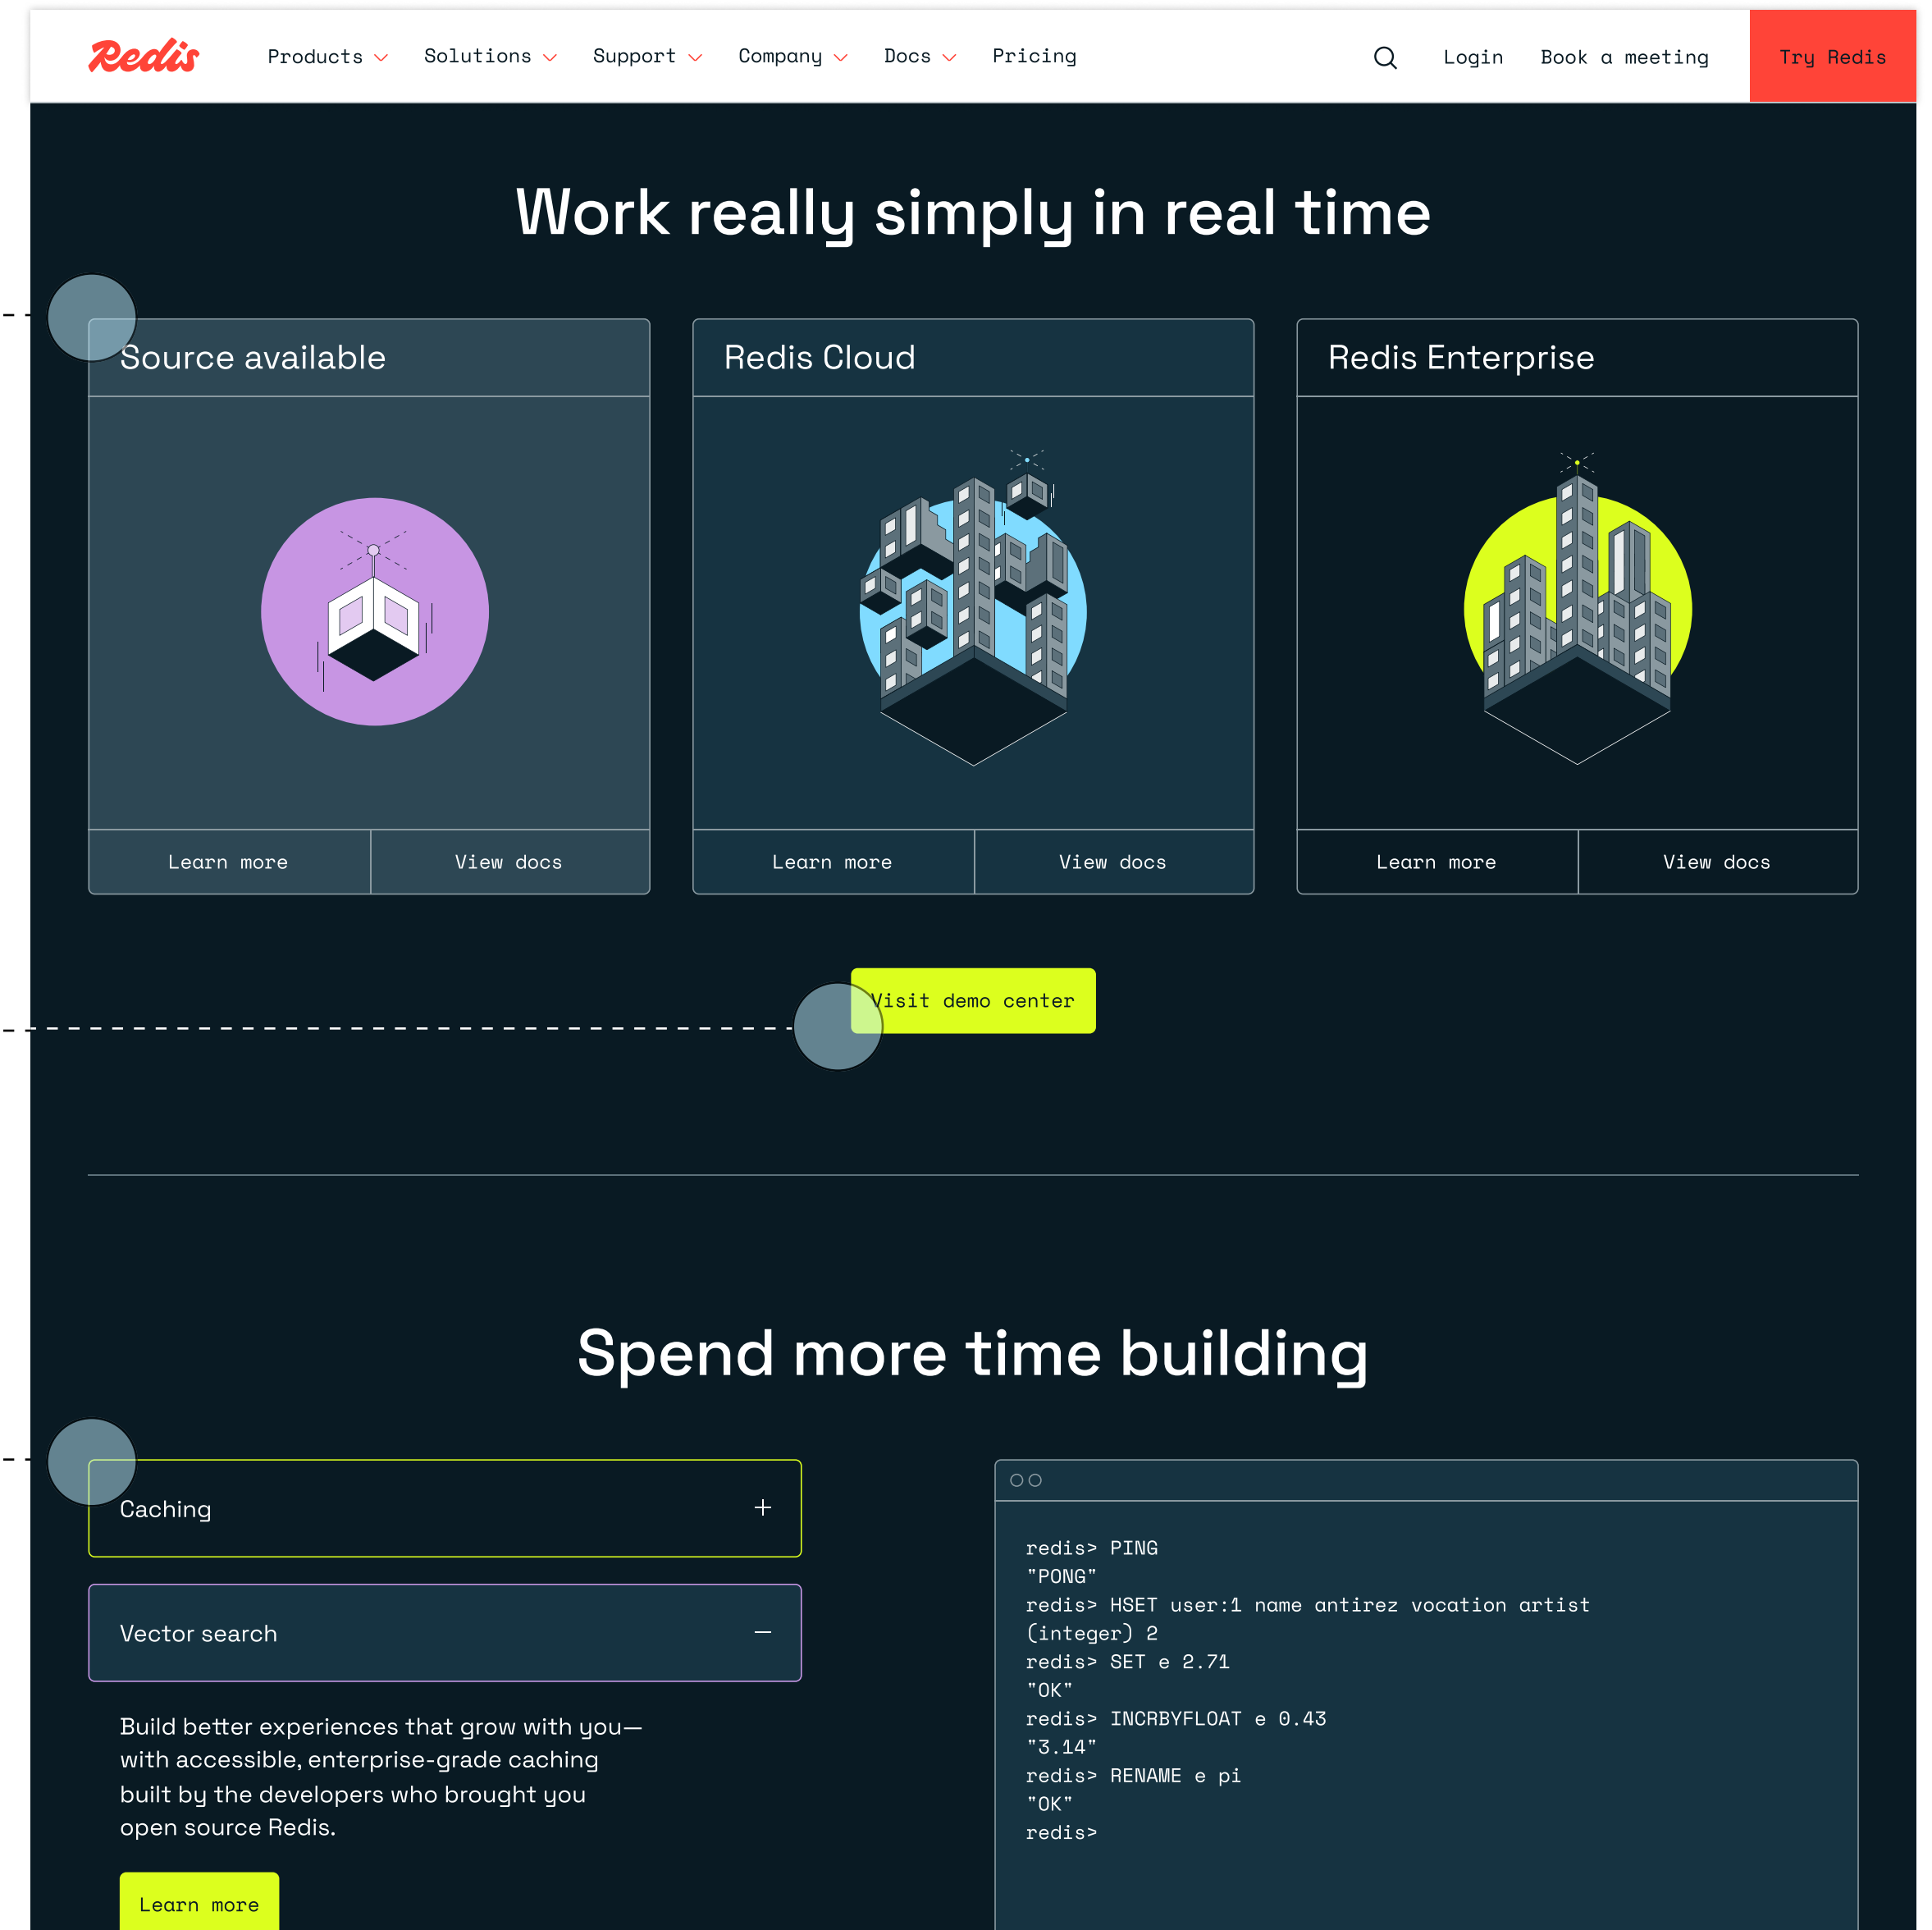 Redis
Products
Solutions
Support
Company
Docs
Pricing
Login
Book a meeting
Try Redis
Work really simply in real time
Source available
Redis Cloud
Redis Enterprise
Learn more
View docs
Learn more
View docs
Learn more
View docs
Visit demo center
Spend more time building
Caching
Vector search
Build better experiences that grow with you—
with accessible, enterprise-grade caching
built by the developers who brought you
open source Redis.
Learn more
redis> PING
"PONG"
redis> HSET user:1 name antirez vocation artist
(integer) 2
redis> SET e 2.71
"OK"
redis> INCRBYFLOAT e 0.43
"3.14"
redis> RENAME e pi
"OK"
redis>